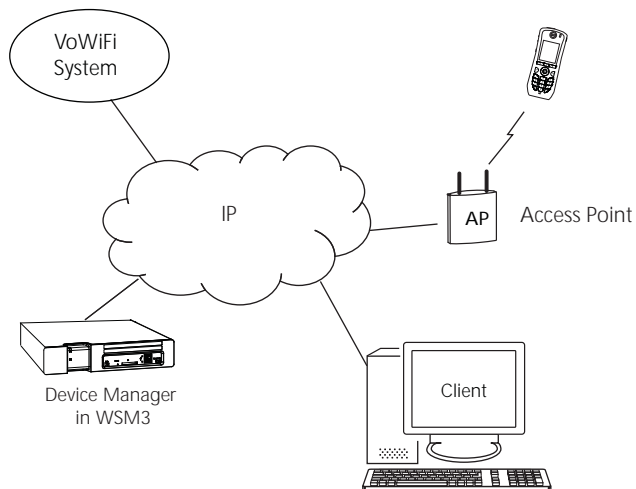 VoWiFi
System
IP
AP
Access Point
Device Manager
in WSM3
Client